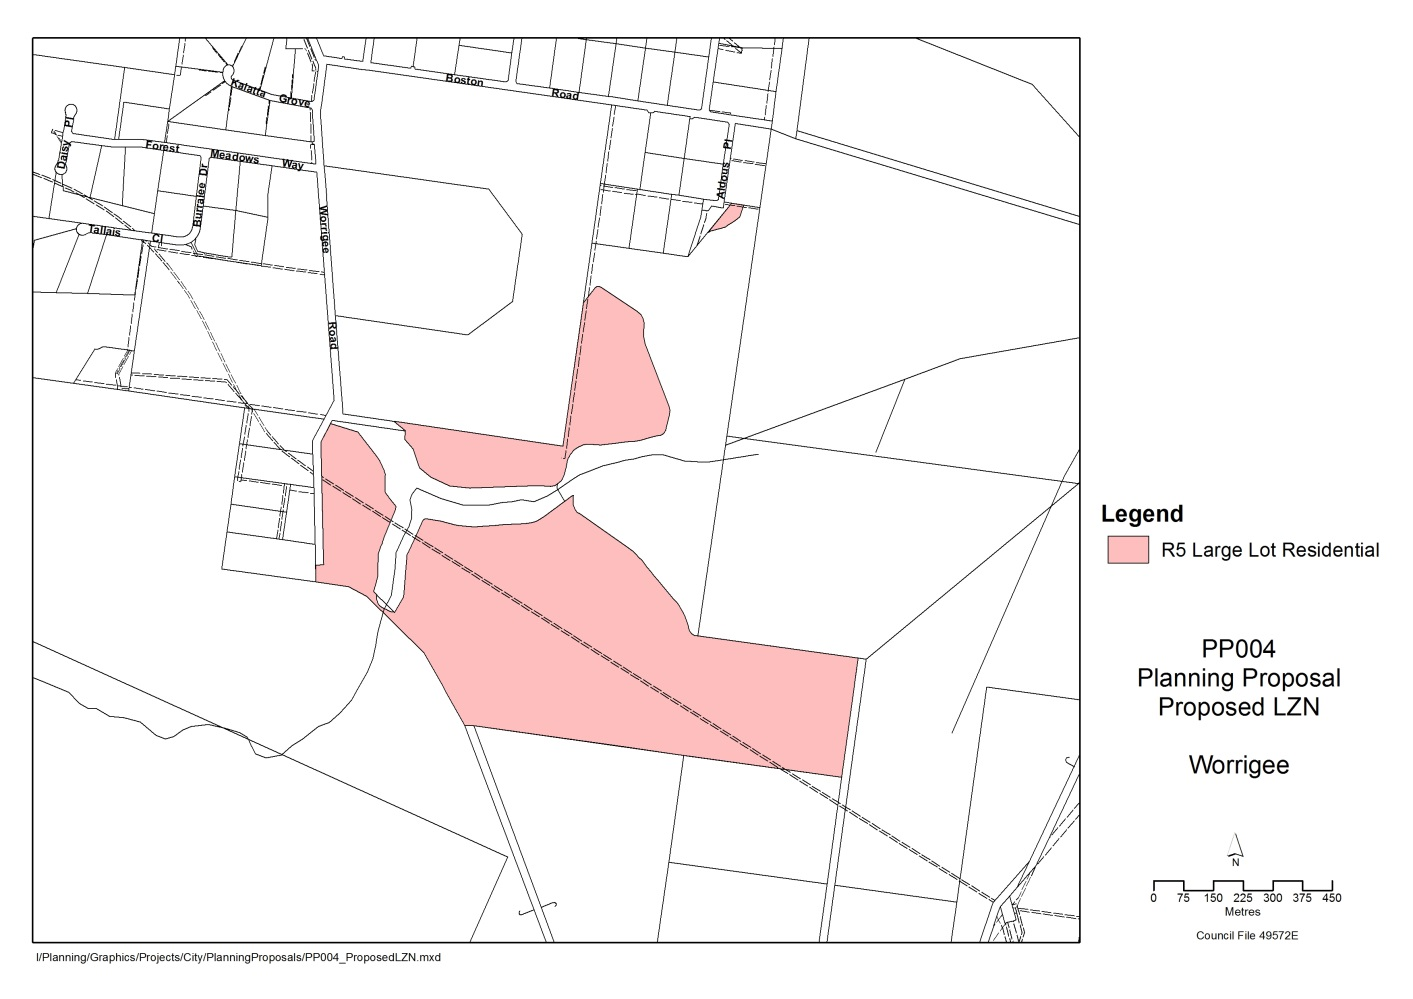 Kalatta Grove
Boston Road
Daisy Pl
Forest Meadows Way
Burralee Dr
Tallais Cl
Worrigee Road
Aldous Pl
Legend
R5 Large Lot Residential
PP004
Planning Proposal
Proposed LZN
Worrigee
N
0 75 150 225 300 375 450
Metres
Council File 49572E
I/Planning/Graphics/Projects/City/PlanningProposals/PP004_ProposedLZN.mxd